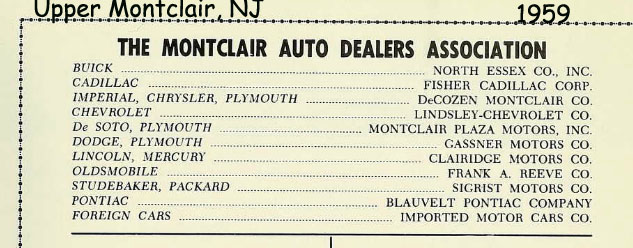 Upper Montclair, NJ 1959
THE MONTCLAIR AUTO DEALERS ASSOCIATION
BUICK ........ NORTH ESSEX CO., INC.
CADILLAC ........ FISHER CADILLAC CORP.
IMPERIAL, CHRYSLER, PLYMOUTH ........ DeCOZEN MONTCLAIR CO.
CHEVROLET ........ LINDSLEY-CHEVROLET CO.
De SOTO, PLYMOUTH ........ MONTCLAIR PLAZA MOTORS, INC.
DODGE, PLYMOUTH ........ GASSNER MOTORS CO.
LINCOLN, MERCURY ........ CLAIRIDGE MOTORS CO.
OLDSMOBILE ........ FRANK A. REEVE CO.
STUDEBAKER, PACKARD ........ SIGRIST MOTORS CO.
PONTIAC ........ BLAUVELT PONTIAC COMPANY
FOREIGN CARS ........ IMPORTED MOTOR CARS CO.